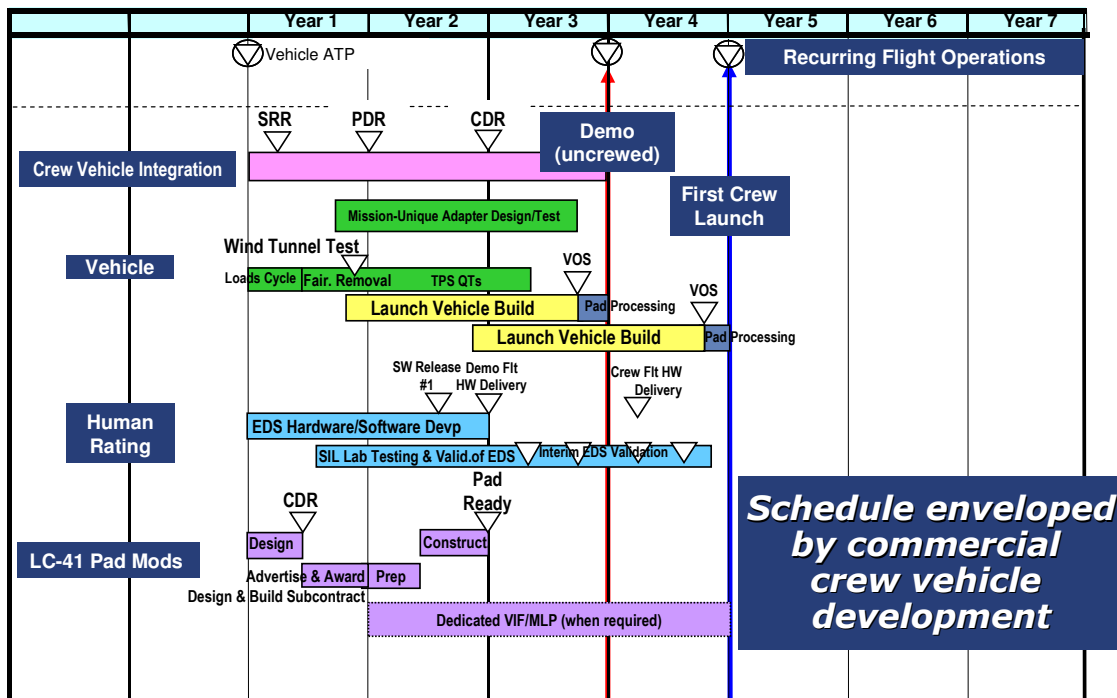 Year 1 Year 2 Year 3 Year 4 Year 5 Year 6 Year 7
Vehicle ATP
Recurring Flight Operations
SRR PDR CDR
Demo
(uncrewed)
Crew Vehicle Integration
First Crew
Launch
Mission-Unique Adapter Design/Test
Wind Tunnel Test
Vehicle
VOS
Loads Cycle Fair. Removal TPS QTs
Launch Vehicle Build Pad Processing
VOS
Launch Vehicle Build Pad Processing
SW Release
#1
Demo Flt
HW Delivery
Crew Flt HW
Delivery
Human
Rating
EDS Hardware/Software Devp
SIL Lab Testing & Valid.of EDS Interim EDS Validation
Pad
Ready
CDR
LC-41 Pad Mods
Design Construct
Advertise & Award Prep
Design & Build Subcontract
Dedicated VIF/MLP (when required)
Schedule enveloped
by commercial
crew vehicle
development